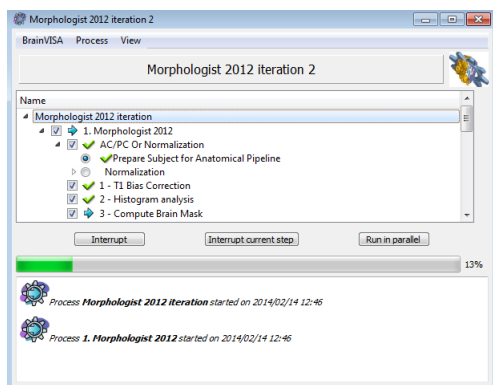 Morphologist 2012 iteration 2
BrainVISA Process View
Morphologist 2012 iteration 2
Name
Morphologist 2012 iteration
1. Morphologist 2012
AC/PC Or Normalization
Prepare Subject for Anatomical Pipeline
Normalization
1 - T1 Bias Correction
2 - Histogram analysis
3 - Compute Brain Mask
Interrupt Interrupt current step Run in parallel
13%
Process Morphologist 2012 iteration started on 2014/02/14 12:46
Process 1. Morphologist 2012 started on 2014/02/14 12:46